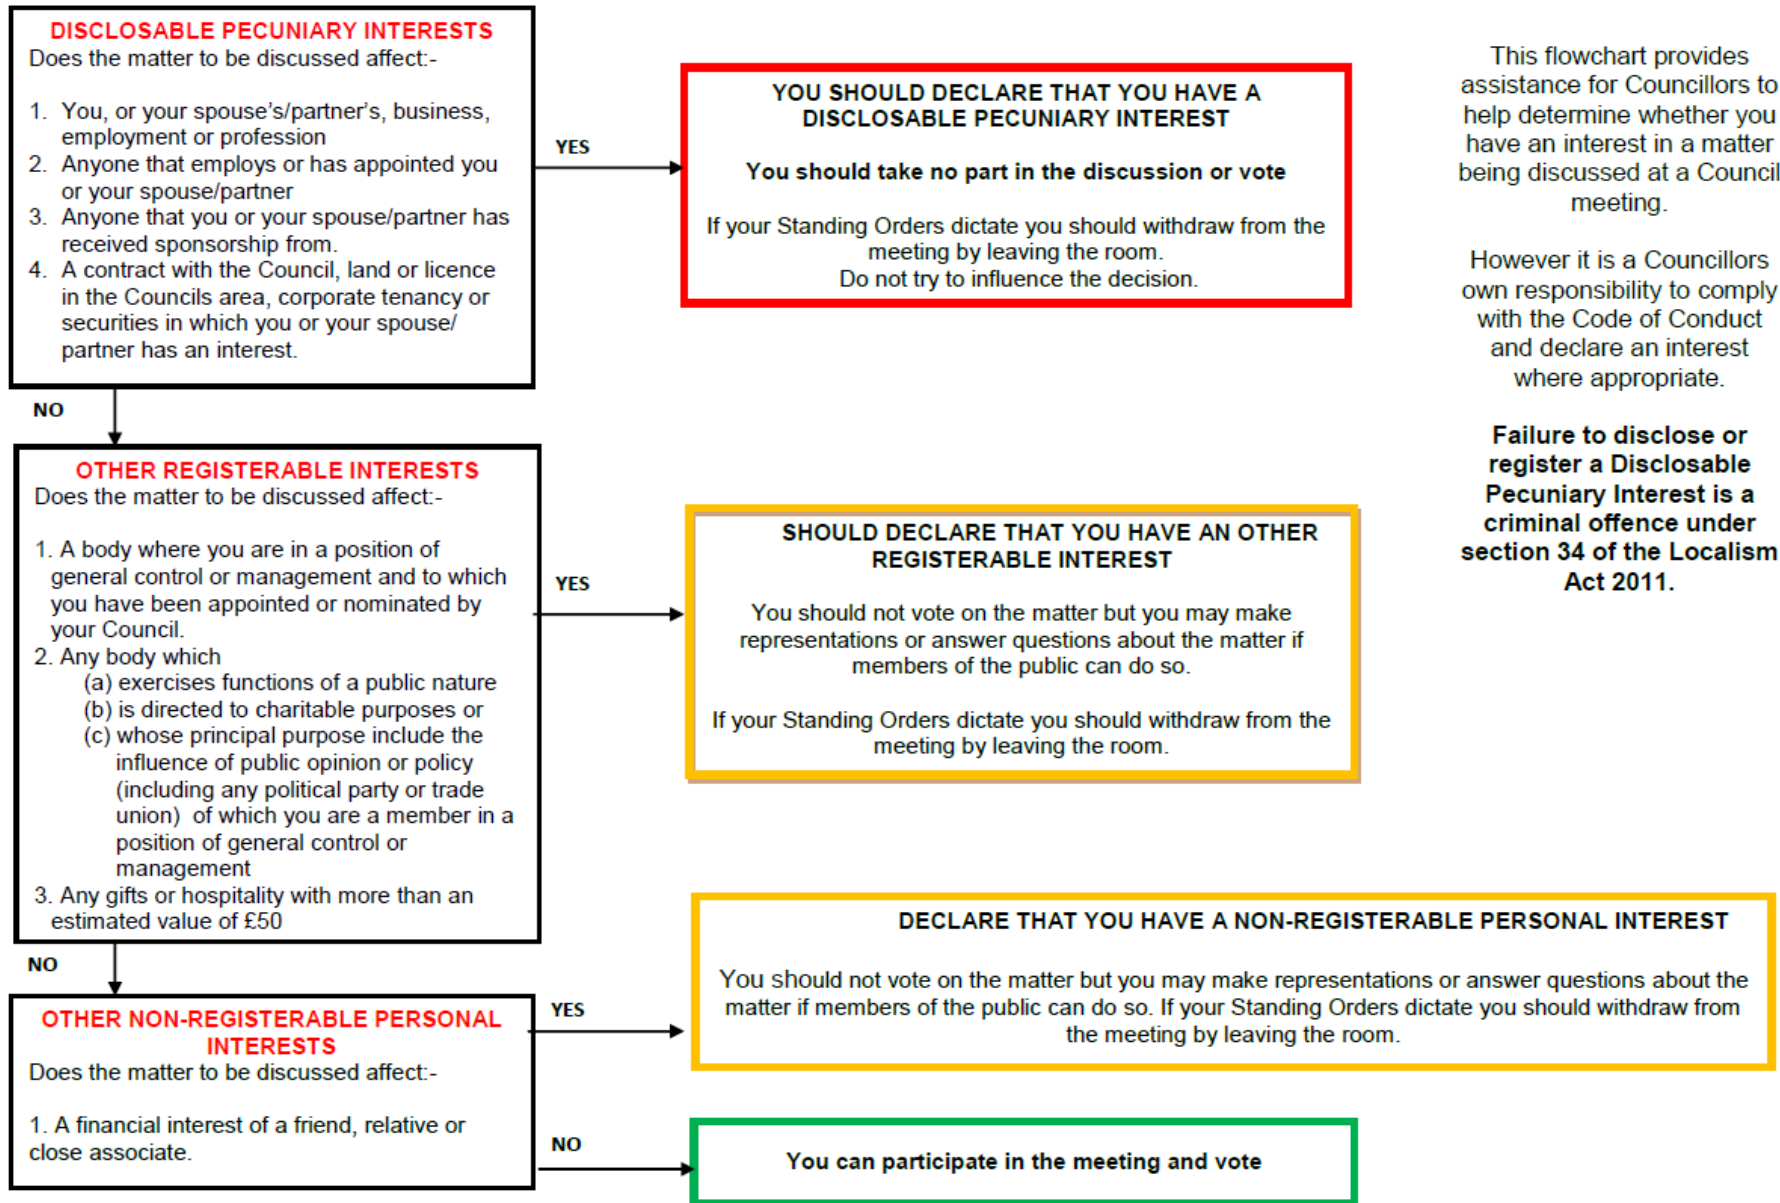 DISCLOSABLE PECUNIARY INTERESTS
Does the matter to be discussed affect:-
1. You, or your spouse's/partner's, business,
employment or profession
2. Anyone that employs or has appointed you
or your spouse/partner
3. Anyone that you or your spouse/partner has
received sponsorship from.
4. A contract with the Council, land or licence
in the Councils area, corporate tenancy or
securities in which you or your spouse/
partner has an interest.
YES
YOU SHOULD DECLARE THAT YOU HAVE A
DISCLOSABLE PECUNIARY INTEREST
You should take no part in the discussion or vote
If your Standing Orders dictate you should withdraw from the
meeting by leaving the room.
Do not try to influence the decision.
This flowchart provides
assistance for Councillors to
help determine whether you
have an interest in a matter
being discussed at a Council
meeting.
However it is a Councillors
own responsibility to comply
with the Code of Conduct
and declare an interest
where appropriate.
Failure to disclose or
register a Disclosable
Pecuniary Interest is a
criminal offence under
section 34 of the Localism
Act 2011.
NO
OTHER REGISTERABLE INTERESTS
Does the matter to be discussed affect:-
1. A body where you are in a position of
general control or management and to which
you have been appointed or nominated by
your Council.
2. Any body which
(a) exercises functions of a public nature
(b) is directed to charitable purposes or
(c) whose principal purpose include the
influence of public opinion or policy
(including any political party or trade
union) of which you are a member in a
position of general control or
management
3. Any gifts or hospitality with more than an
estimated value of £50
YES
SHOULD DECLARE THAT YOU HAVE AN OTHER
REGISTERABLE INTEREST
You should not vote on the matter but you may make
representations or answer questions about the matter if
members of the public can do so.
If your Standing Orders dictate you should withdraw from the
meeting by leaving the room.
NO
OTHER NON-REGISTERABLE PERSONAL
INTERESTS
Does the matter to be discussed affect:-
1. A financial interest of a friend, relative or
close associate.
YES
DECLARE THAT YOU HAVE A NON-REGISTERABLE PERSONAL INTEREST
You should not vote on the matter but you may make representations or answer questions about the
matter if members of the public can do so. If your Standing Orders dictate you should withdraw from
the meeting by leaving the room.
NO
You can participate in the meeting and vote